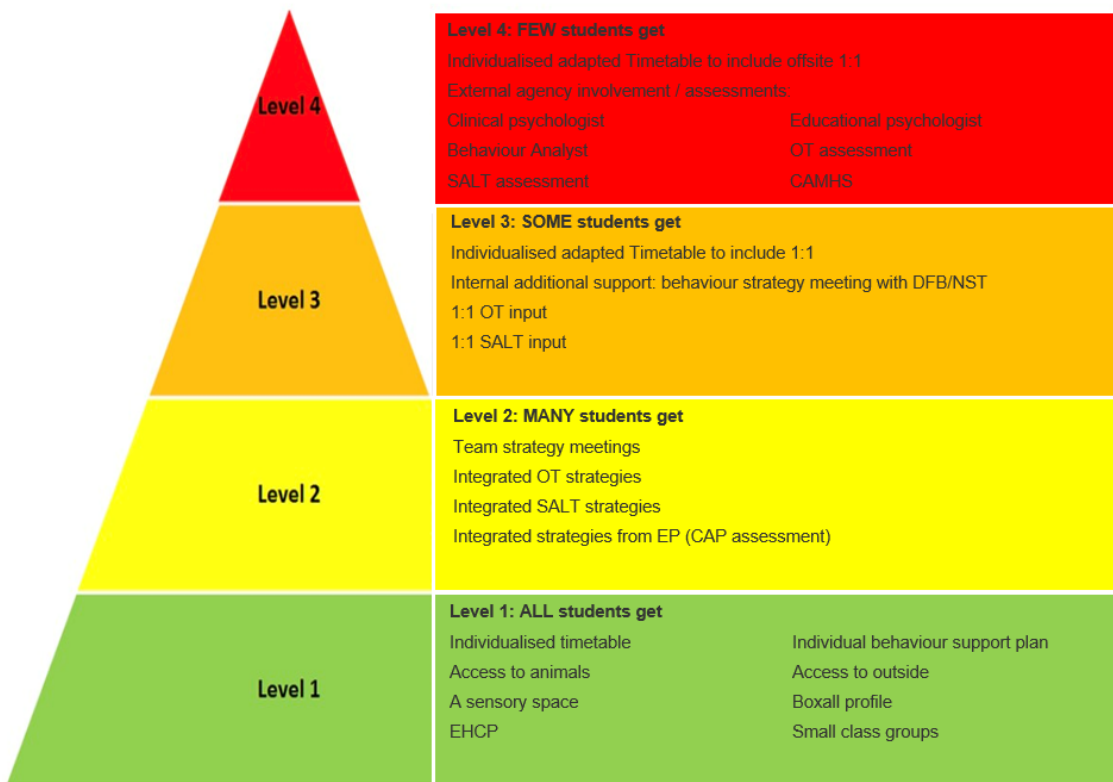 Level 4
Level 4: FEW students get
Individualised adapted Timetable to include offsite 1:1
External agency involvement / assessments:
Clinical psychologist Educational psychologist
Behaviour Analyst OT assessment
SALT assessment CAMHS
Level 3
Level 3: SOME students get
Individualised adapted Timetable to include 1:1
Internal additional support: behaviour strategy meeting with DFB/NST
1:1 OT input
1:1 SALT input
Level 2
Level 2: MANY students get
Team strategy meetings
Integrated OT strategies
Integrated SALT strategies
Integrated strategies from EP (CAP assessment)
Level 1
Level 1: ALL students get
Individualised timetable Individual behaviour support plan
Access to animals Access to outside
A sensory space Boxall profile
EHCP Small class groups